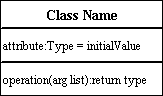 Class Name
attribute:Type = initialValue
operation(arg list):return type